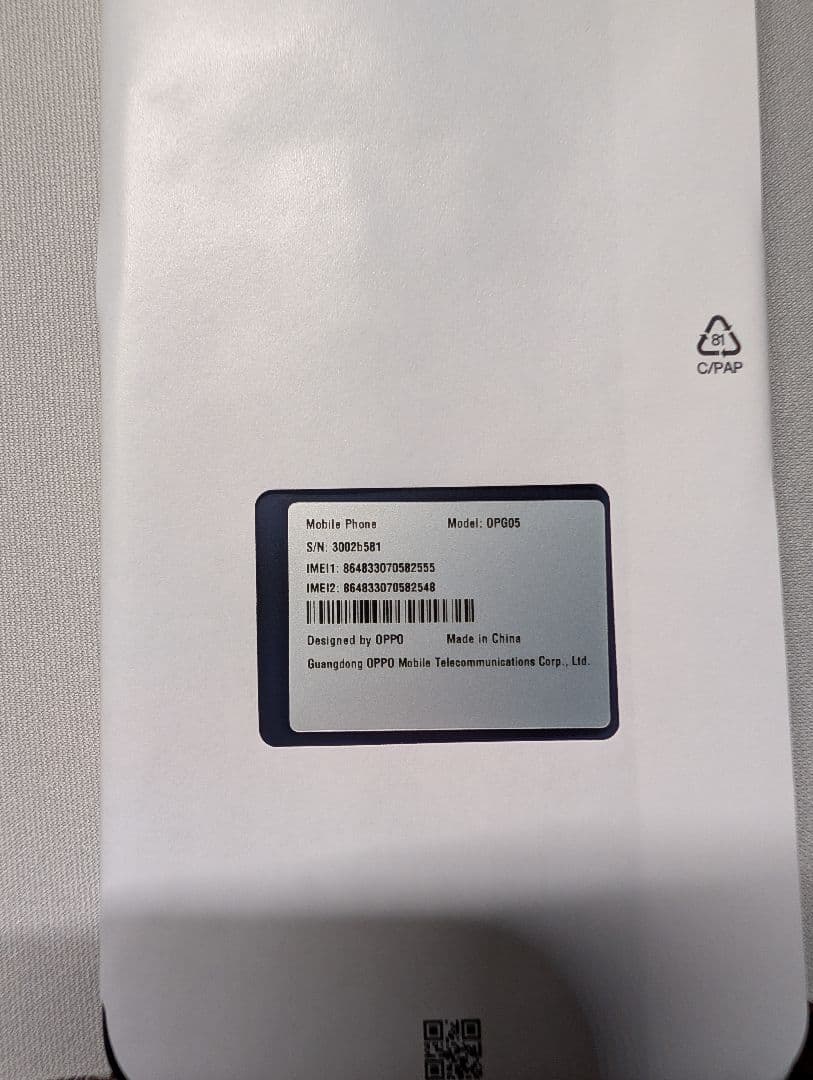 81
C/PAP
Mobile Phone Model: OPG05
S/N: 3002b581
IMEI1: 864833070582555
IMEI2: 864833070582548
Designed by OPPO Made in China
Guangdong OPPO Mobile Telecommunications Corp., Ltd.